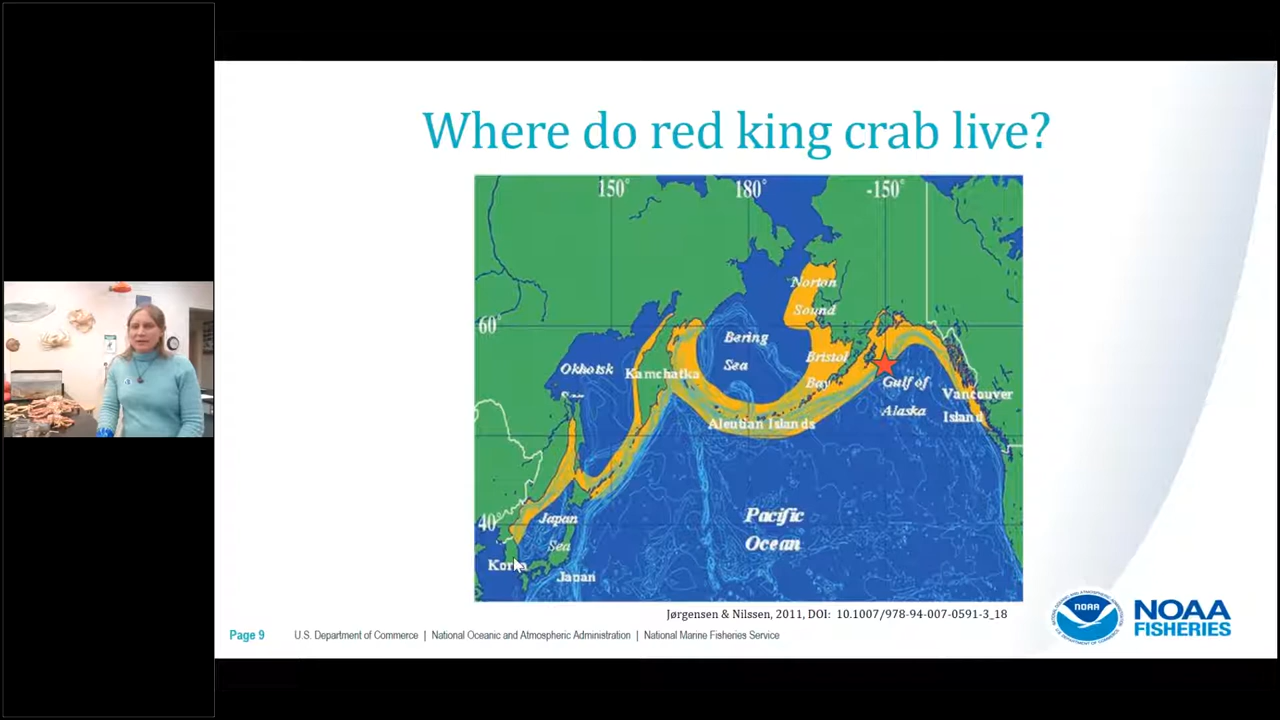 Where do red king crab live?
150°
180°
-150°
Norton
Sound
60°
Bering
Sea
Bristol
Bay
Okhotsk
Sea
Kamchatka
Gulf of
Alaska
Vancouver
Island
Aleutian Islands
40°
Japan
Sea
Pacific
Ocean
Korea
Japan
Jørgensen & Nilssen, 2011, DOI: 10.1007/978-94-007-0591-3_18
Page 9
U.S. Department of Commerce | National Oceanic and Atmospheric Administration | National Marine Fisheries Service
NOAA
NOAA
FISHERIES